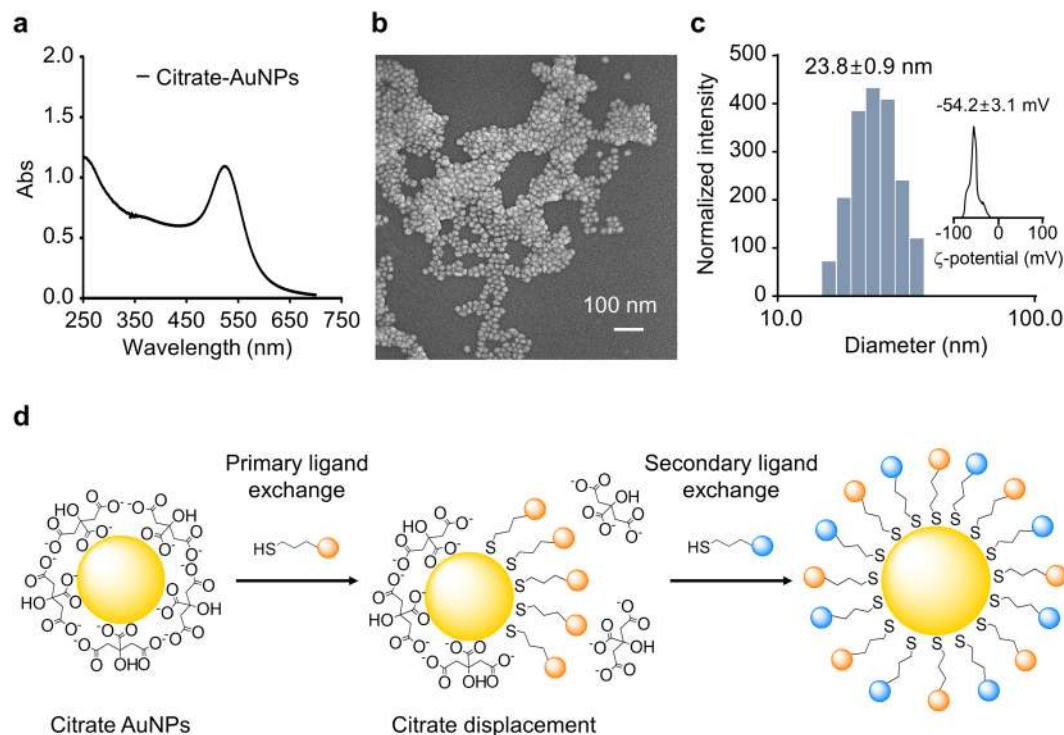 a
2.0
1.5
1.0
0.5
0.0
Abs
– Citrate-AuNPs
250 350 450 550 650 750
Wavelength (nm)
b
100 nm
c
500
400
300
200
100
0
Normalized intensity
23.8±0.9 nm
-54.2±3.1 mV
-100 0 100
ζ-potential (mV)
10.0 100.0
Diameter (nm)
d
Primary ligand
exchange
HS
Secondary ligand
exchange
HS
Citrate AuNPs
Citrate displacement